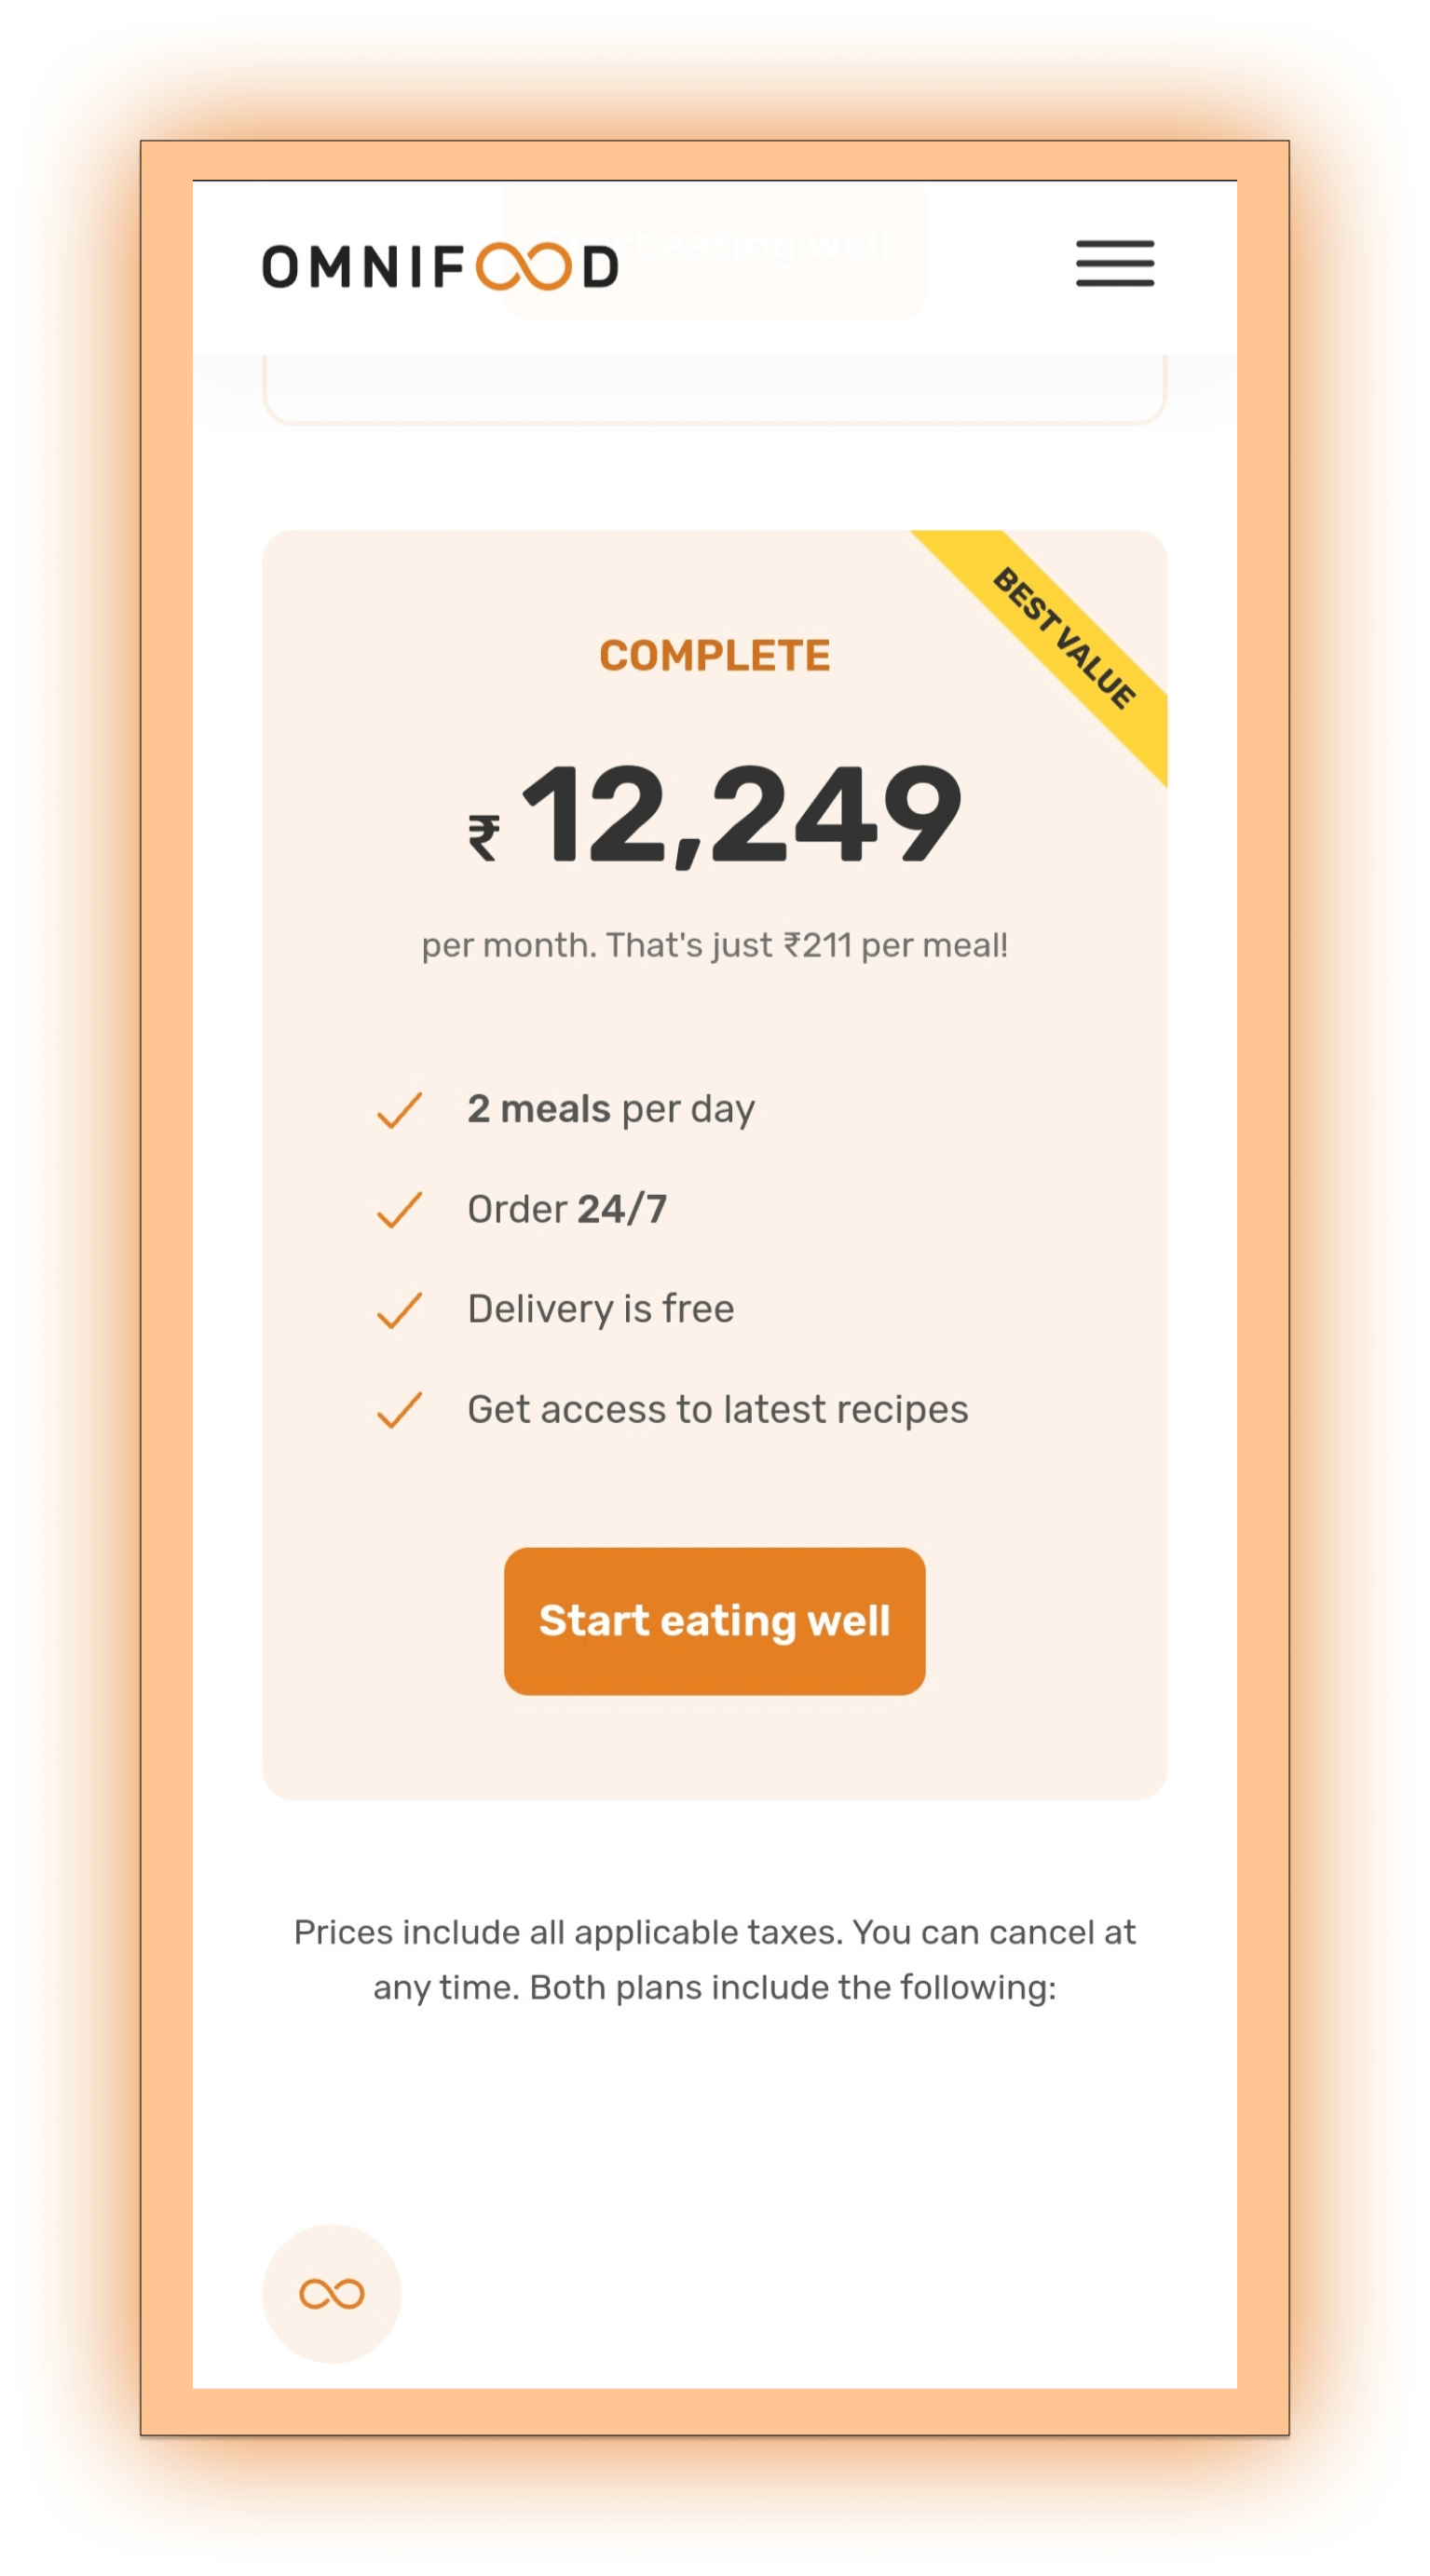 OMNIFOOD
Start eating well
BEST VALUE
COMPLETE
₹ 12,249
per month. That's just ₹211 per meal!
2 meals per day
Order 24/7
Delivery is free
Get access to latest recipes
Start eating well
Prices include all applicable taxes. You can cancel at
any time. Both plans include the following: